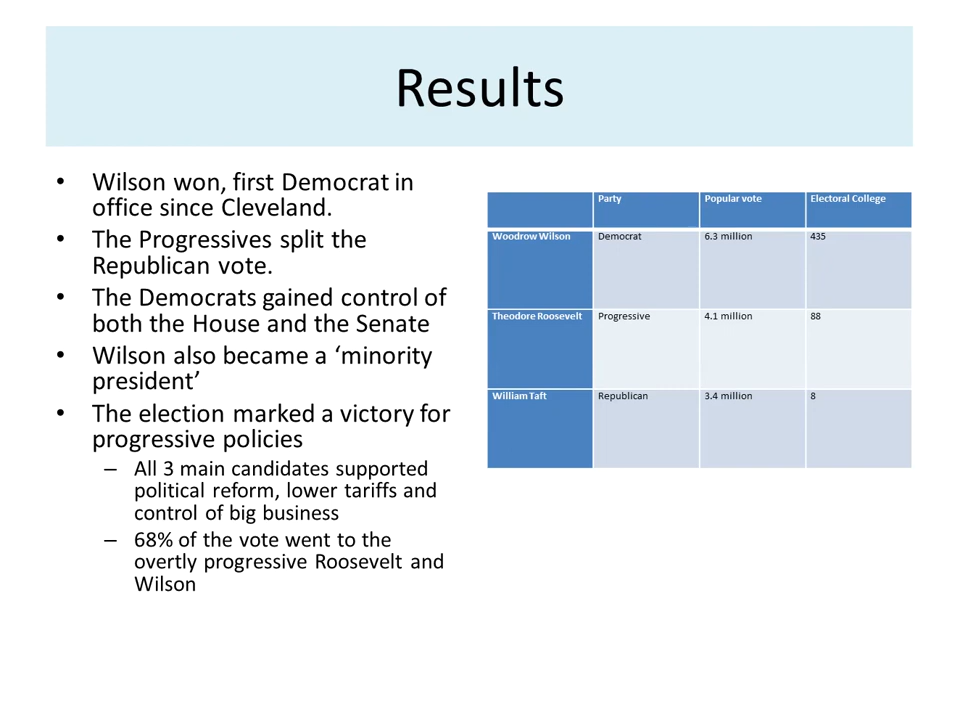 Results
• Wilson won, first Democrat in
office since Cleveland.
• The Progressives split the
Republican vote.
• The Democrats gained control of
both the House and the Senate
• Wilson also became a ‘minority
president’
• The election marked a victory for
progressive policies
– All 3 main candidates supported
political reform, lower tariffs and
control of big business
– 68% of the vote went to the
overtly progressive Roosevelt and
Wilson
Party Popular vote Electoral College
Woodrow Wilson Democrat 6.3 million 435
Theodore Roosevelt Progressive 4.1 million 88
William Taft Republican 3.4 million 8